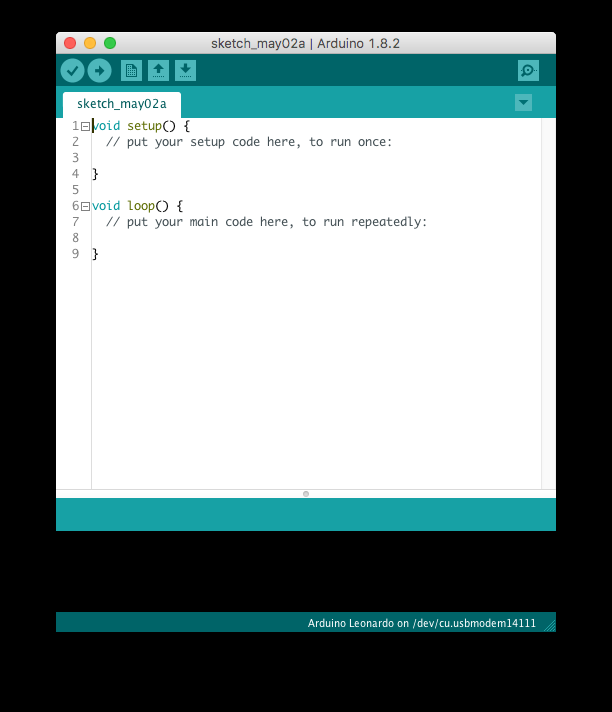 sketch_may02a | Arduino 1.8.2
sketch_may02a
1 void setup() {
2   // put your setup code here, to run once:
3
4 }
5
6 void loop() {
7   // put your main code here, to run repeatedly:
8
9 }
Arduino Leonardo on /dev/cu.usbmodem14111